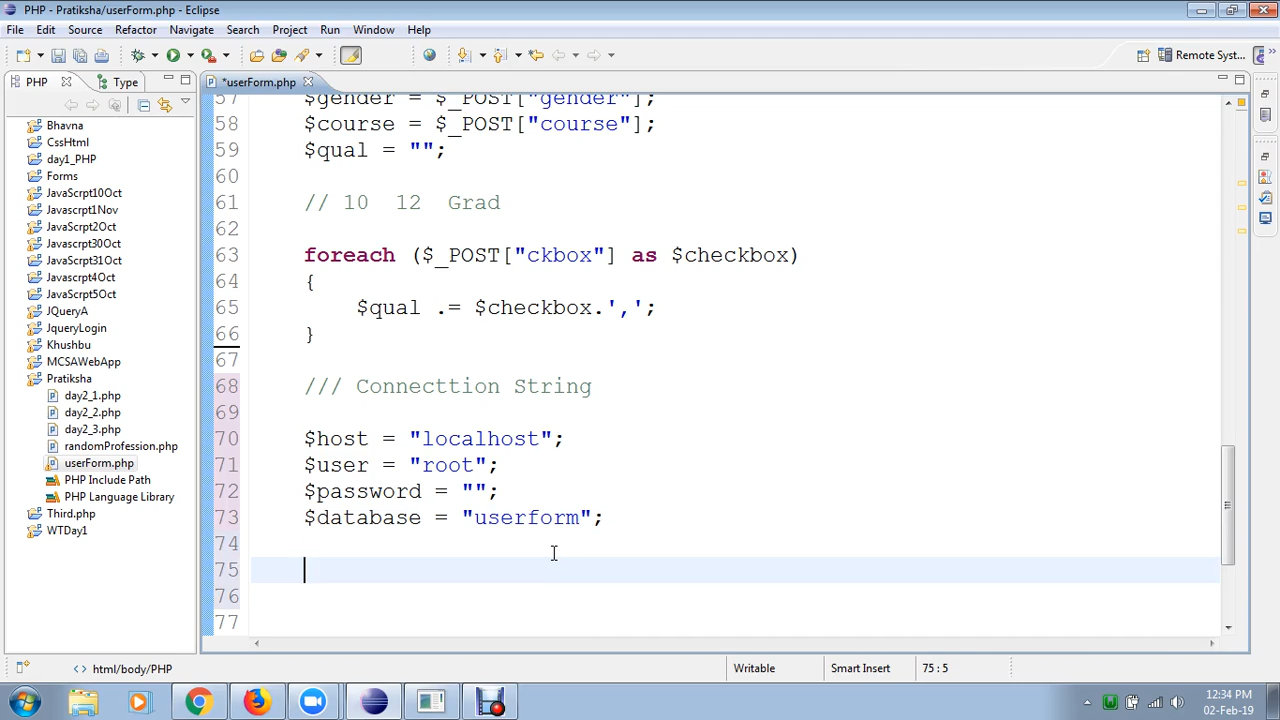 PHP - Pratiksha/userForm.php - Eclipse
File Edit Source Refactor Navigate Search Project Run Window Help
Remote Syst...
PHP Type
*userForm.php
Bhavna
CssHtml
day1_PHP
Forms
JavaScrpt10Oct
Javascrpt1Nov
JavaScrpt2Oct
Javascrpt30Oct
JavaScrpt31Oct
Javascrpt4Oct
JavaScrpt5Oct
JQueryA
JqueryLogin
Khushbu
MCSAWebApp
Pratiksha
day2_1.php
day2_2.php
day2_3.php
randomProfession.php
userForm.php
PHP Include Path
PHP Language Library
Third.php
WTDay1
57 $gender = $_POST["gender"];
58 $course = $_POST["course"];
59 $qual = "";
60
61 // 10 12 Grad
62
63 foreach ($_POST["ckbox"] as $checkbox)
64 {
65 $qual .= $checkbox.',';
66 }
67
68 /// Connecttion String
69
70 $host = "localhost";
71 $user = "root";
72 $password = "";
73 $database = "userform";
74
75
76
77
<> html/body/PHP Writable Smart Insert 75 : 5
12:34 PM
02-Feb-19